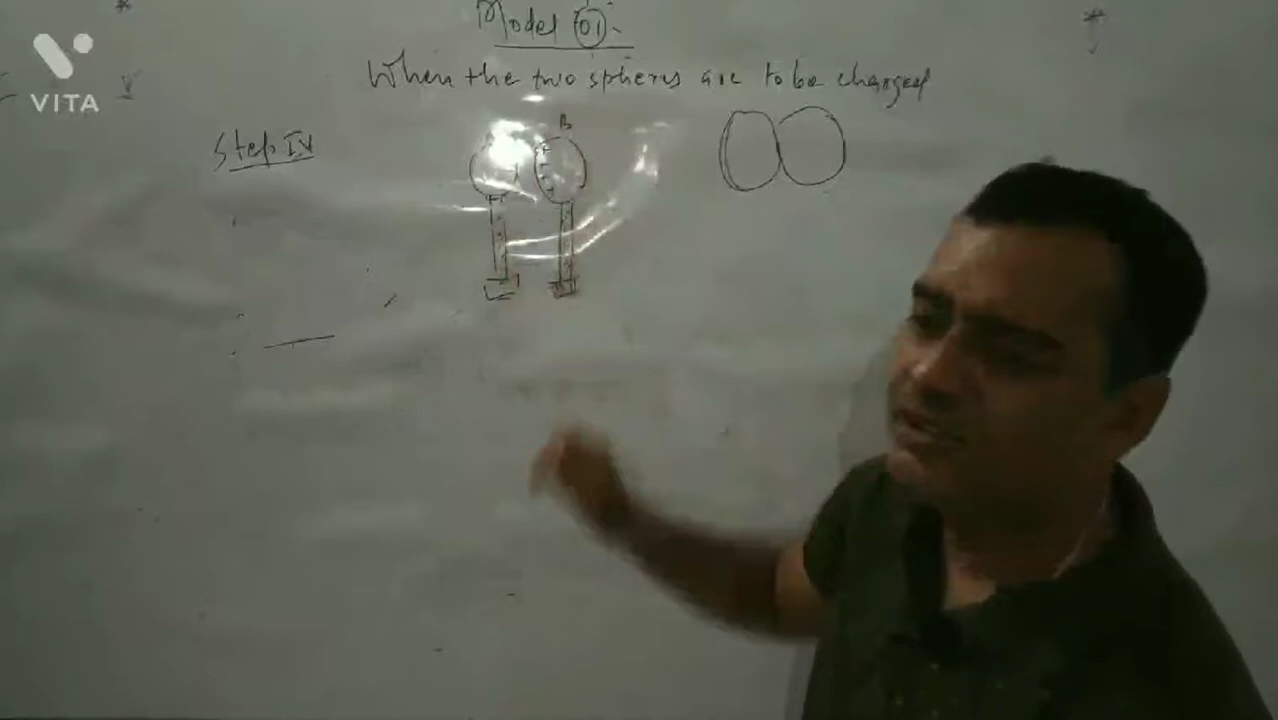 Model 01:-
When the two spheres are to be charged
VITA
Step IV
B